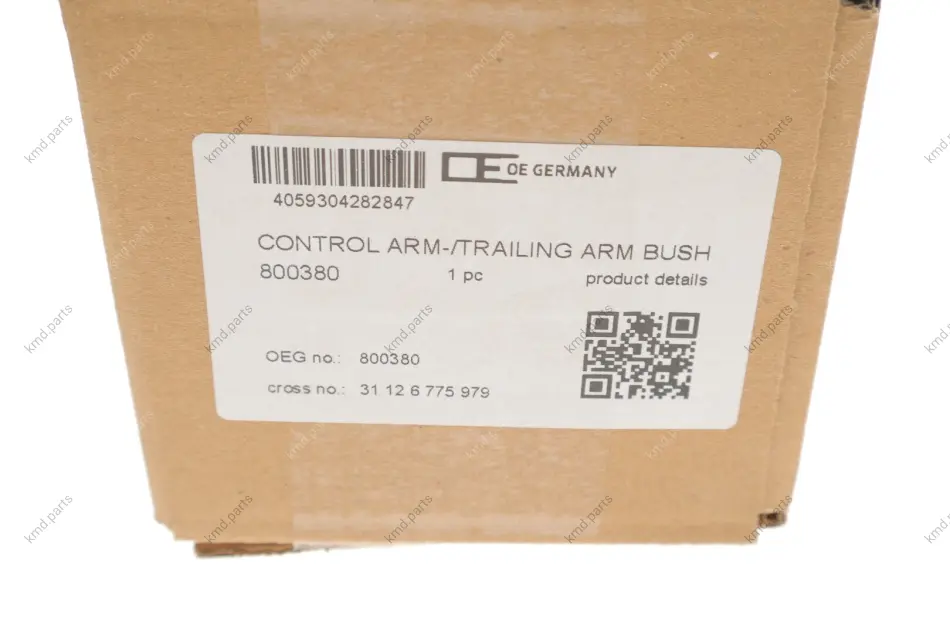 OE GERMANY
4059304282847
CONTROL ARM-/TRAILING ARM BUSH
800380 1 pc product details
OEG no.: 800380
cross no.: 31 12 6 775 979
kmd.parts